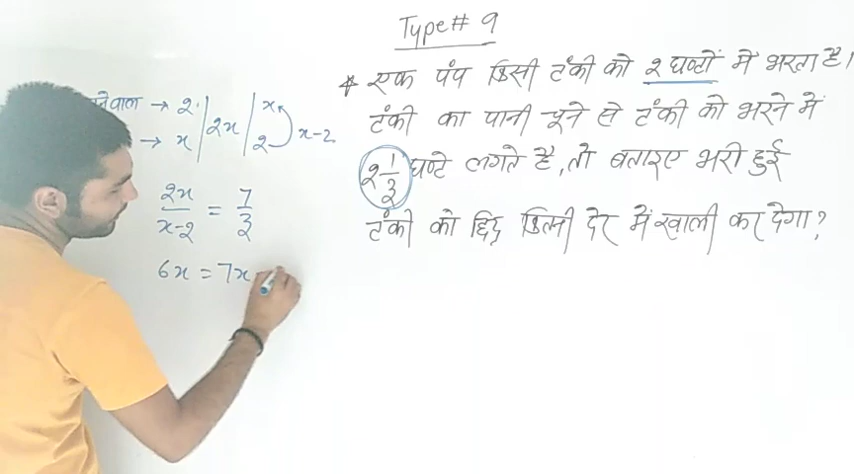 Type # 9
* एक पंप किसी टंकी को 2 घण्टों में भरता है।
टंकी का पानी चूने से टंकी को भरने में
2 1/3 घण्टे लगते है, तो बताइए भरी हुई
टंकी को छिद्र कितनी देर में खाली कर देगा?
→ 2 | 2x | x
→ x | 2x | 2 x-2
2x/x-2 = 7/3
6x = 7x